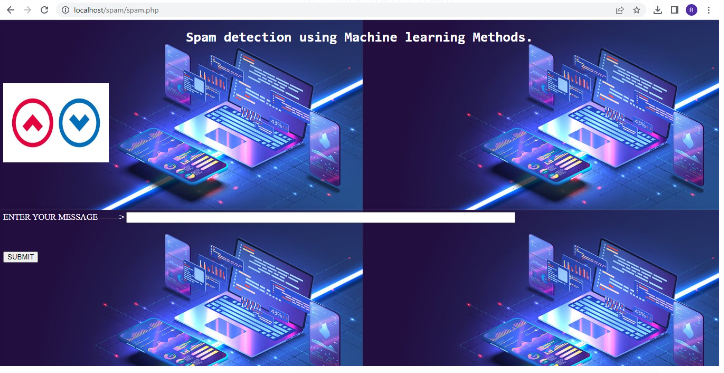 localhost/spam/spam.php
R
Spam detection using Machine learning Methods.
ENTER YOUR MESSAGE-------->
SUBMIT